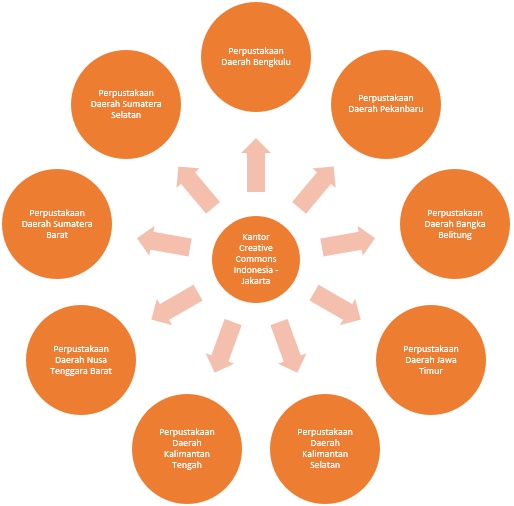 Perpustakaan
Daerah Bengkulu
Perpustakaan
Daerah Pekanbaru
Perpustakaan
Daerah Bangka
Belitung
Perpustakaan
Daerah Jawa
Timur
Perpustakaan
Daerah
Kalimantan
Selatan
Perpustakaan
Daerah
Kalimantan
Tengah
Perpustakaan
Daerah Nusa
Tenggara Barat
Perpustakaan
Daerah Sumatera
Barat
Perpustakaan
Daerah Sumatera
Selatan
Kantor
Creative
Commons
Indonesia -
Jakarta